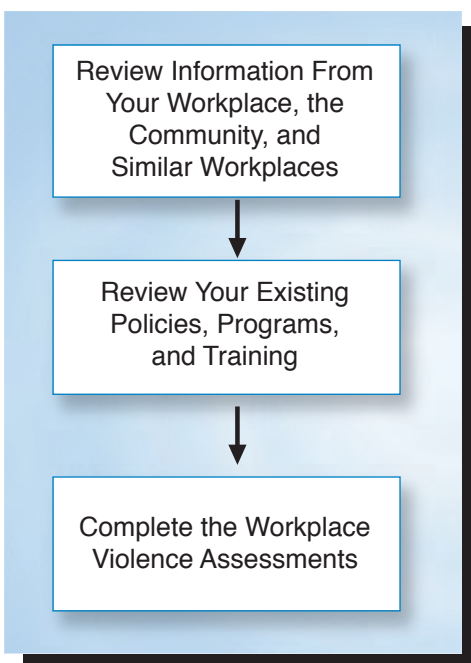 Review Information From
Your Workplace, the
Community, and
Similar Workplaces
Review Your Existing
Policies, Programs,
and Training
Complete the Workplace
Violence Assessments